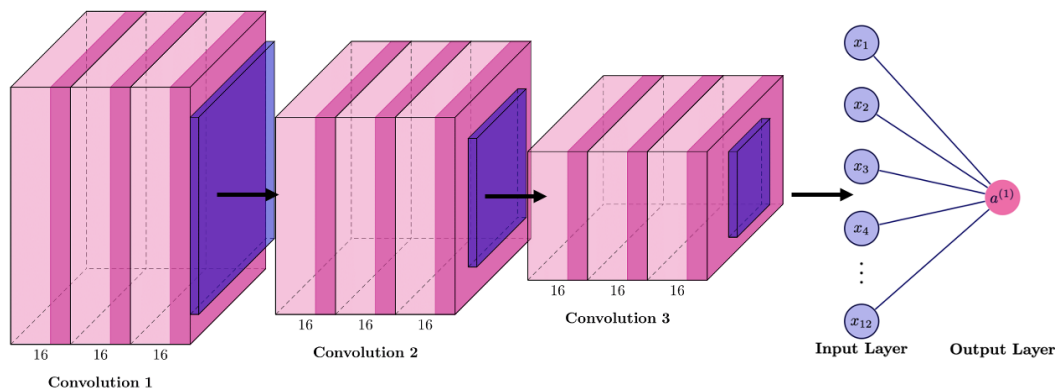 16 16 16
Convolution 1
16 16 16
Convolution 2
16 16 16
Convolution 3
x₁
x₂
x₃
x₄
⋮
x₁₂
Input Layer
a⁽¹⁾
Output Layer